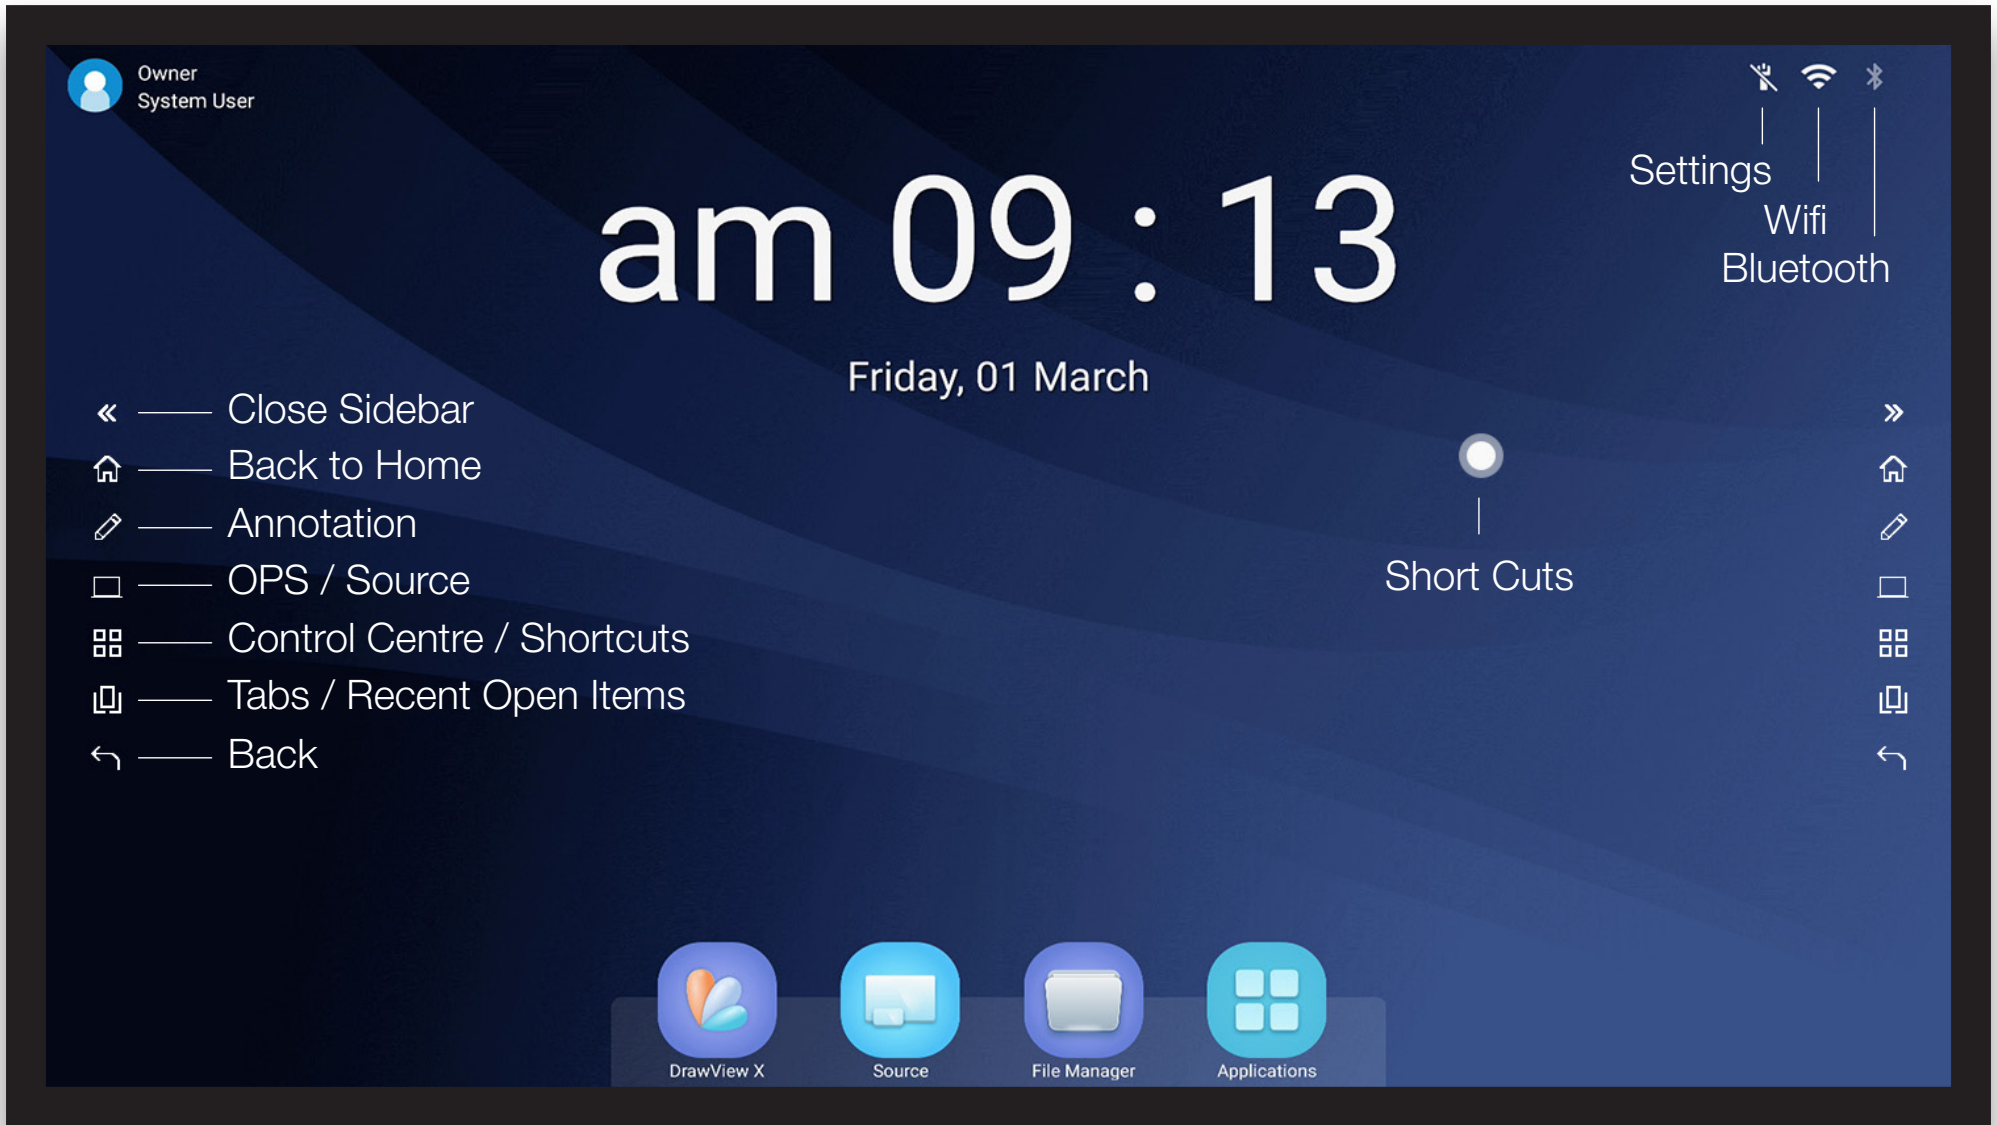 Owner
System User
Settings
Wifi
Bluetooth
am 09 : 13
Friday, 01 March
Close Sidebar
Back to Home
Annotation
OPS / Source
Control Centre / Shortcuts
Tabs / Recent Open Items
Back
Short Cuts
DrawView X
Source
File Manager
Applications